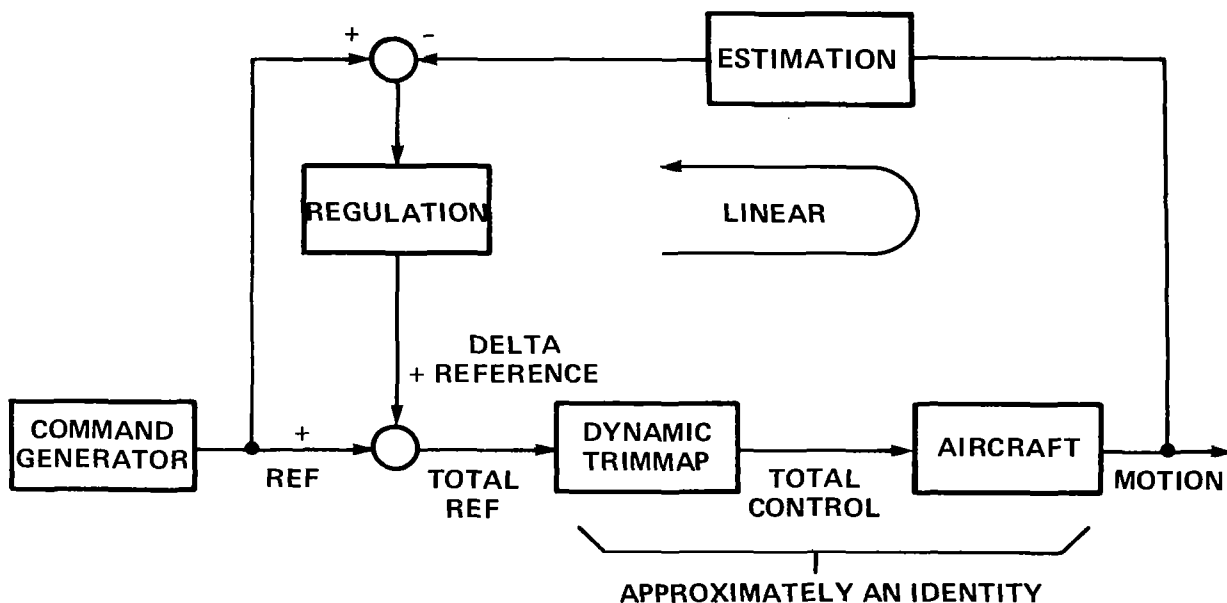 + -
ESTIMATION
REGULATION
LINEAR
DELTA
+ REFERENCE
COMMAND
GENERATOR
+
REF
TOTAL
REF
DYNAMIC
TRIMMAP
TOTAL
CONTROL
AIRCRAFT
MOTION
APPROXIMATELY AN IDENTITY